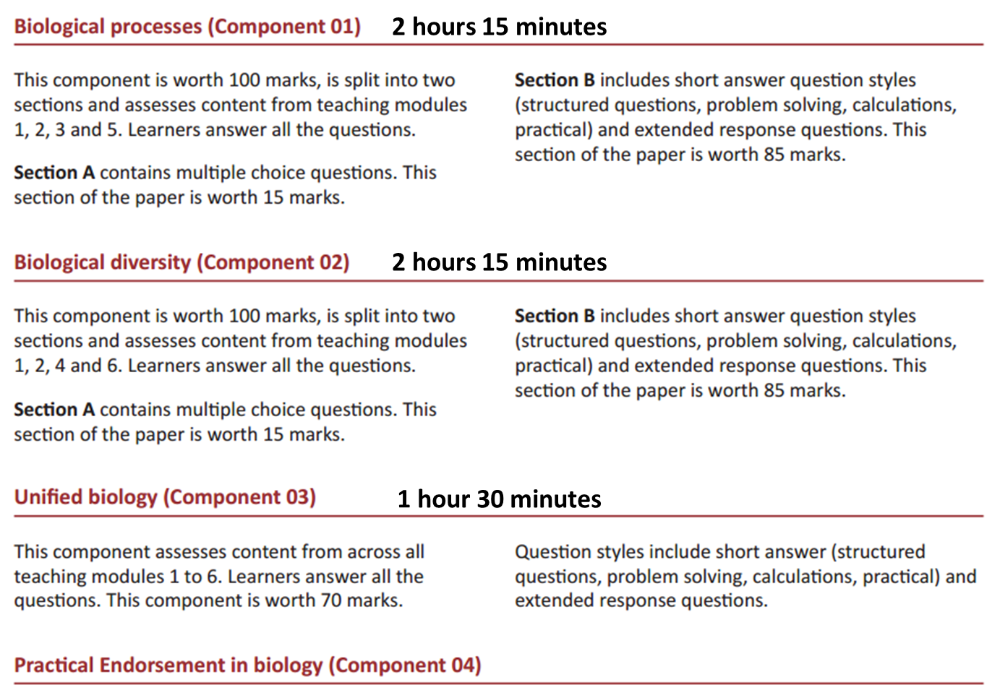 Biological processes (Component 01) 2 hours 15 minutes
This component is worth 100 marks, is split into two
sections and assesses content from teaching modules
1, 2, 3 and 5. Learners answer all the questions.
Section A contains multiple choice questions. This
section of the paper is worth 15 marks.
Section B includes short answer question styles
(structured questions, problem solving, calculations,
practical) and extended response questions. This
section of the paper is worth 85 marks.
Biological diversity (Component 02) 2 hours 15 minutes
This component is worth 100 marks, is split into two
sections and assesses content from teaching modules
1, 2, 4 and 6. Learners answer all the questions.
Section A contains multiple choice questions. This
section of the paper is worth 15 marks.
Section B includes short answer question styles
(structured questions, problem solving, calculations,
practical) and extended response questions. This
section of the paper is worth 85 marks.
Unified biology (Component 03) 1 hour 30 minutes
This component assesses content from across all
teaching modules 1 to 6. Learners answer all the
questions. This component is worth 70 marks.
Question styles include short answer (structured
questions, problem solving, calculations, practical) and
extended response questions.
Practical Endorsement in biology (Component 04)